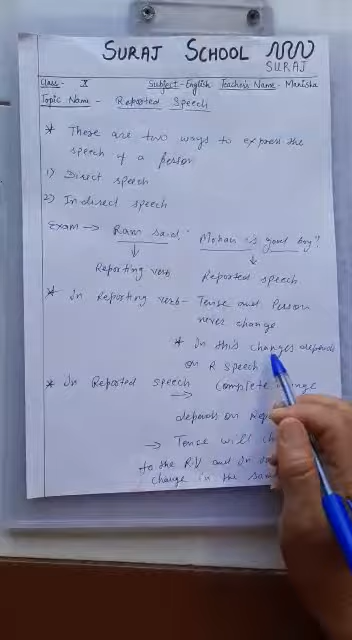 SURAJ SCHOOL
SURAJ
Class - X Subject - English Teachers Name - Manisha
Topic Name - Reported Speech
* There are two ways to express the
speech of a person
1) Direct speech
2) Indirect speech
Exam → Ram said, "Mohan is good boy".
Reporting verb Reported speech
* In Reporting verb - Tense and Person
never change
* In this changes depends
on R speech
* In Reported speech → Complete
depends on
→ Tense will
to the R.V and in
change in the